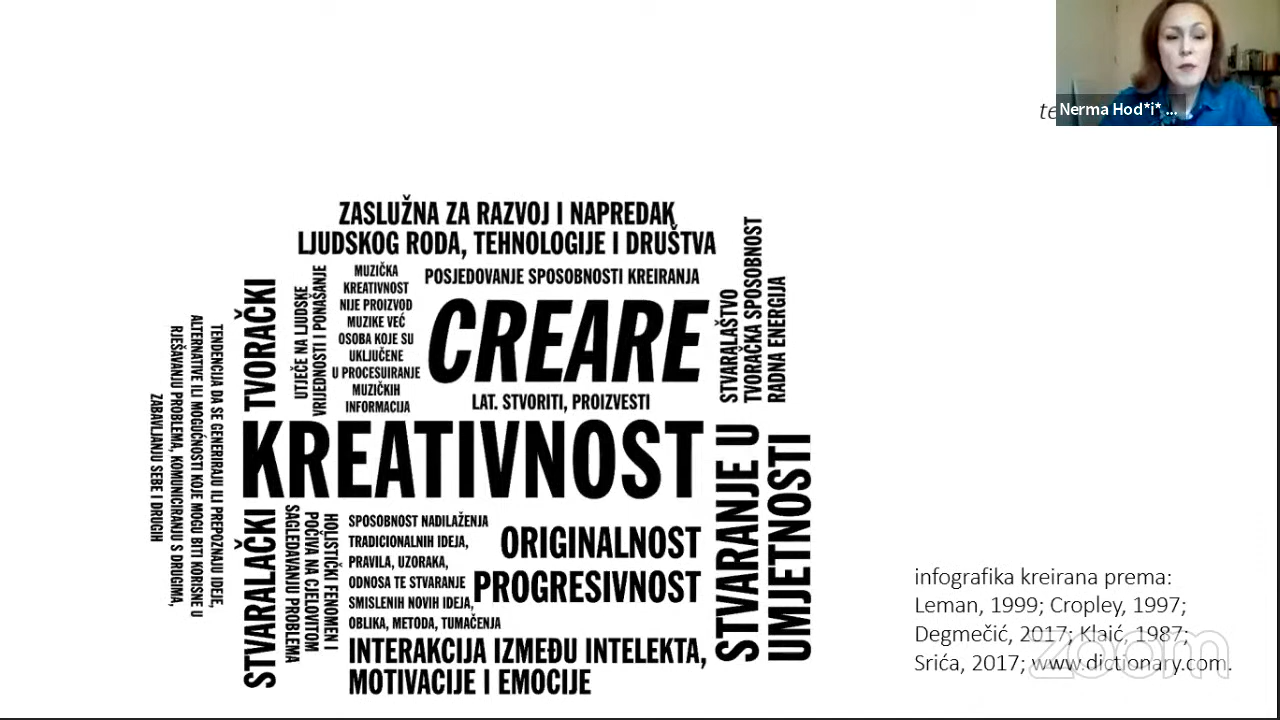 Nerma Hod*i* ...
ZASLUŽNA ZA RAZVOJ I NAPREDAK
LJUDSKOG RODA, TEHNOLOGIJE I DRUŠTVA
POSJEDOVANJE SPOSOBNOSTI KREIRANJA
MUZIČKA
KREATIVNOST
NIJE PROIZVOD
MUZIKE VEĆ
OSOBA KOJE SU
UKLJUČENE
U PROCESUIRANJE
MUZIČKIH
INFORMACIJA
UTJEČE NA LJUDSKE
VRIJEDNOSTI I PONAŠANJE
CREARE
LAT. STVORITI, PROIZVESTI
STVARALAŠTVO
TVORAČKA SPOSOBNOST
RADNA ENERGIJA
TVORAČKI
TENDENCIJA DA SE GENERIRAJU ILI PREPOZNAJU IDEJE,
ALTERNATIVE ILI MOGUĆNOSTI KOJE MOGU BITI KORISNE U
RJEŠAVANJU PROBLEMA, KOMUNICIRANJU S DRUGIMA,
ZABAVLJANJU SEBE I DRUGIH
KREATIVNOST
STVARANJE U
UMJETNOSTI
STVARALAČKI
HOLISTIČKI FENOMEN I
POČIVA NA CJELOVITOM
SAGLEDAVANJU PROBLEMA
SPOSOBNOST NADILAŽENJA
TRADICIONALNIH IDEJA,
PRAVILA, UZORAKA,
ODNOSA TE STVARANJE
SMISLENIH NOVIH IDEJA,
OBLIKA, METODA, TUMAČENJA
ORIGINALNOST
PROGRESIVNOST
INTERAKCIJA IZMEĐU INTELEKTA,
MOTIVACIJE I EMOCIJE
infografika kreirana prema:
Leman, 1999; Cropley, 1997;
Degmečić, 2017; Klaić, 1987;
Srića, 2017; www.dictionary.com.
zoom